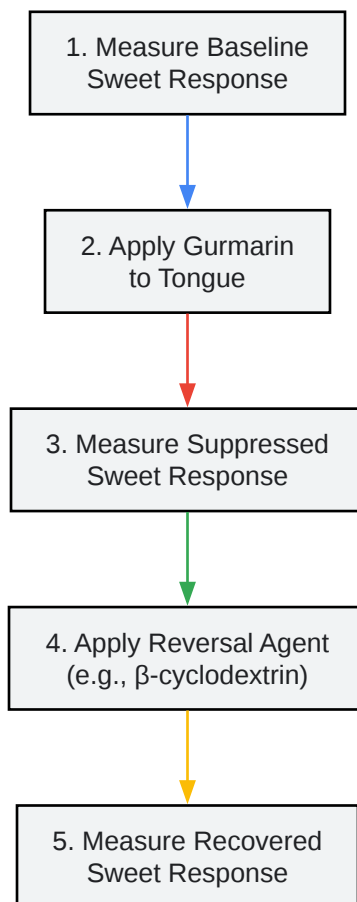 1. Measure Baseline
Sweet Response
2. Apply Gurmarin
to Tongue
3. Measure Suppressed
Sweet Response
4. Apply Reversal Agent
(e.g., β-cyclodextrin)
5. Measure Recovered
Sweet Response